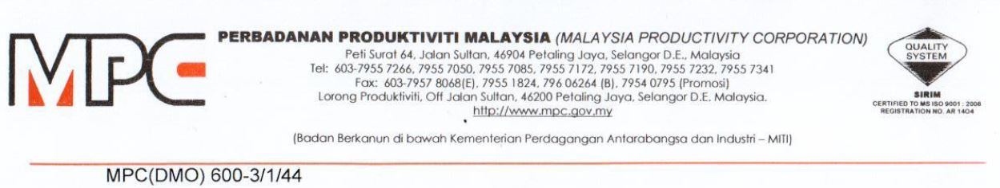 MPC
PERBADANAN PRODUKTIVITI MALAYSIA (MALAYSIA PRODUCTIVITY CORPORATION)
Peti Surat 64, Jalan Sultan, 46904 Petaling Jaya, Selangor D.E., Malaysia
Tel: 603-7955 7266, 7955 7050, 7955 7085, 7955 7172, 7955 7190, 7955 7232, 7955 7341
Fax: 603-7957 8068(E), 7955 1824, 796 06264 (B), 7954 0795 (Promosi)
Lorong Produktiviti, Off Jalan Sultan, 46200 Petaling Jaya, Selangor D.E. Malaysia.
http://www.mpc.gov.my
(Badan Berkanun di bawah Kementerian Perdagangan Antarabangsa dan Industri – MITI)
QUALITY
SYSTEM
SIRIM
CERTIFIED TO MS ISO 9001 : 2008
REGISTRATION NO. AR 1404
MPC(DMO) 600-3/1/44